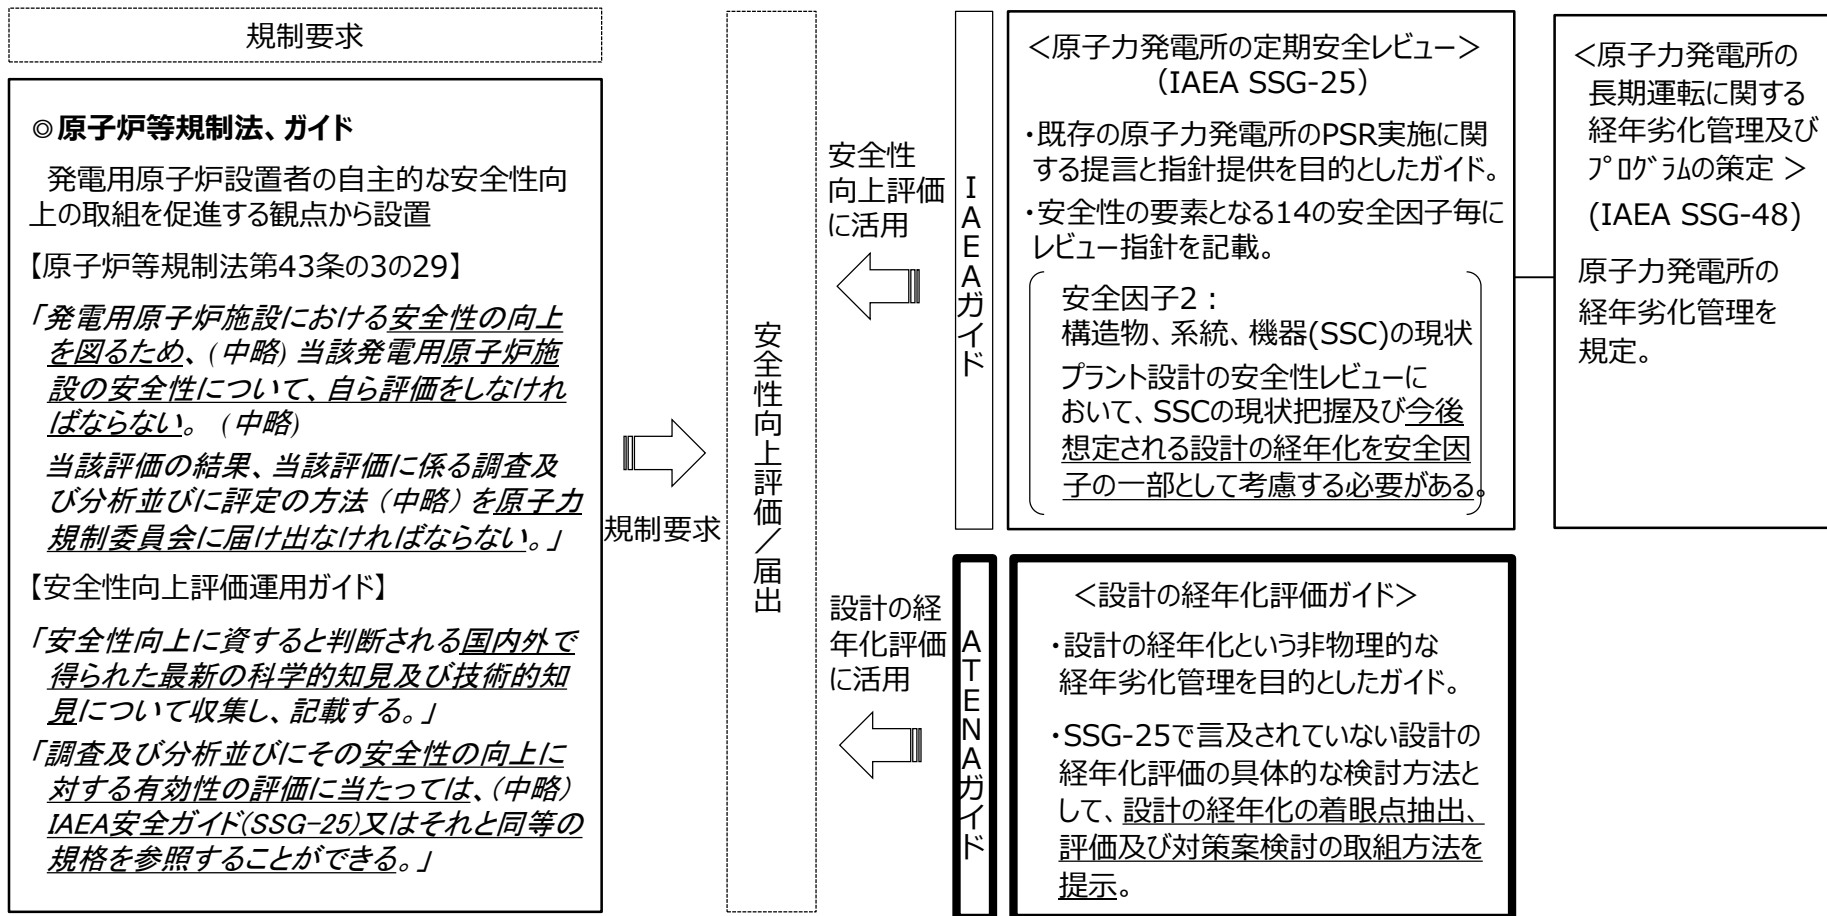 規制要求
◎原子炉等規制法、ガイド
発電用原子炉設置者の自主的な安全性向
上の取組を促進する観点から設置
【原子炉等規制法第43条の3の29】
「発電用原子炉施設における安全性の向上
を図るため、(中略) 当該発電用原子炉施
設の安全性について、自ら評価をしなけれ
ばならない。 (中略)
当該評価の結果、当該評価に係る調査及
び分析並びに評定の方法（中略）を原子力
規制委員会に届け出なければならない。」
【安全性向上評価運用ガイド】
「安全性向上に資すると判断される国内外で
得られた最新の科学的知見及び技術的知
見について収集し、記載する。」
「調査及び分析並びにその安全性の向上に
対する有効性の評価に当たっては、（中略）
IAEA安全ガイド(SSG-25)又はそれと同等の
規格を参照することができる。」
規制要求
安全性向上評価／届出
安全性
向上評価
に活用
IAEAガイド
＜原子力発電所の定期安全レビュー＞
（IAEA SSG-25）
・既存の原子力発電所のPSR実施に関
する提言と指針提供を目的としたガイド。
・安全性の要素となる14の安全因子毎に
レビュー指針を記載。
安全因子2：
構造物、系統、機器(SSC)の現状
プラント設計の安全性レビューに
おいて、SSCの現状把握及び今後
想定される設計の経年化を安全因
子の一部として考慮する必要がある。
＜原子力発電所の
長期運転に関する
経年劣化管理及び
ﾌﾟﾛｸﾞﾗﾑの策定 ＞
(IAEA SSG-48)
原子力発電所の
経年劣化管理を
規定。
設計の経
年化評価
に活用
ATENAガイド
＜設計の経年化評価ガイド＞
・設計の経年化という非物理的な
経年劣化管理を目的としたガイド。
・SSG-25で言及されていない設計の
経年化評価の具体的な検討方法と
して、設計の経年化の着眼点抽出、
評価及び対策案検討の取組方法を
提示。